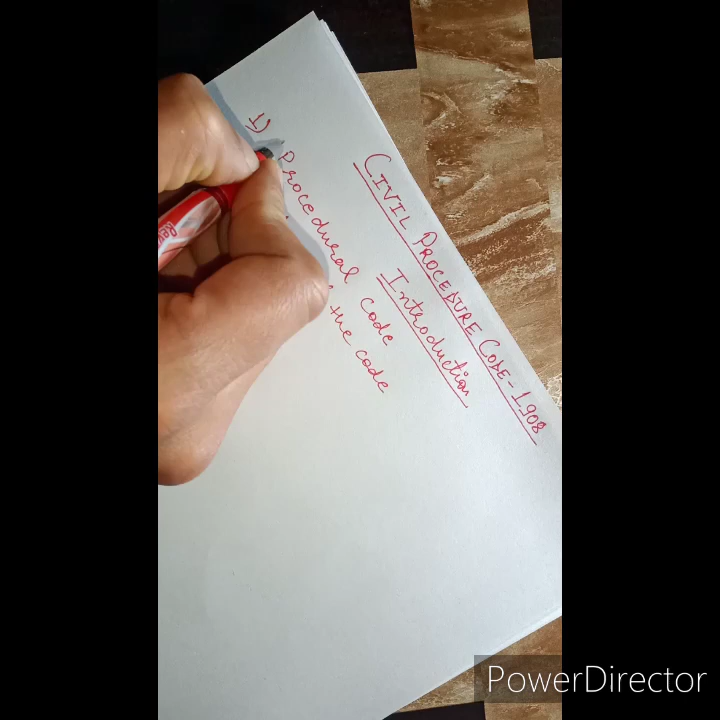 CIVIL PROCEDURE CODE - 1908
Introduction
1) Procedural code
the code
PowerDirector